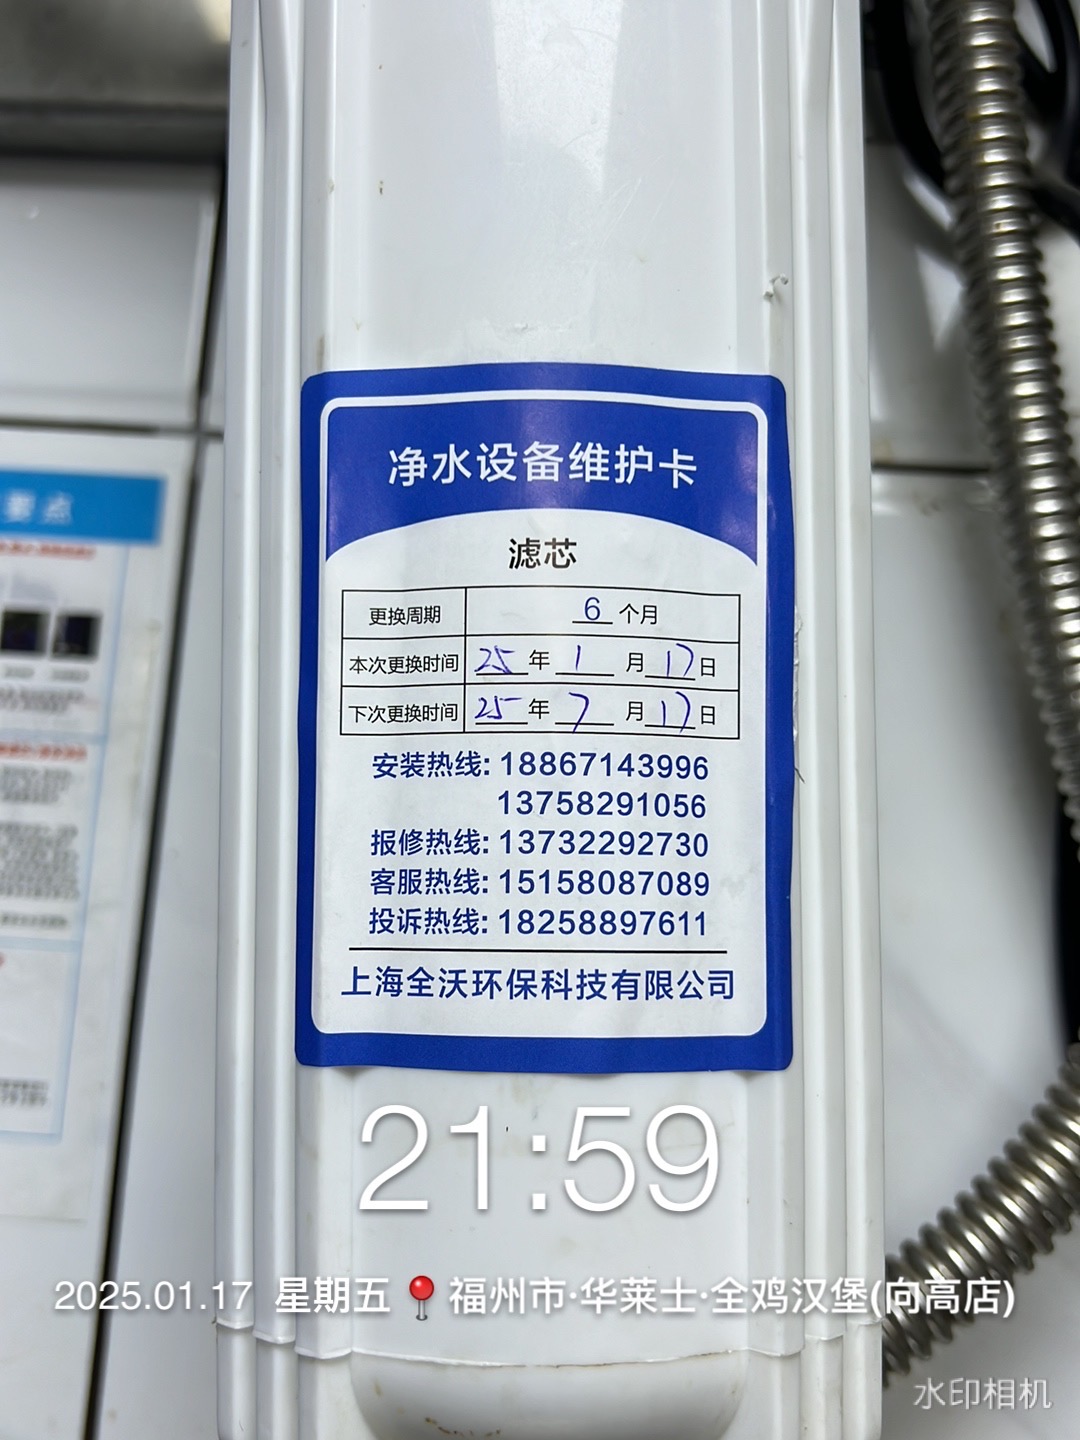 要点
净水设备维护卡
滤芯
更换周期 6 个月
本次更换时间 25 年 1 月 17 日
下次更换时间 25 年 7 月 17 日
安装热线: 18867143996
13758291056
报修热线: 13732292730
客服热线: 15158087089
投诉热线: 18258897611
上海全沃环保科技有限公司
21:59
2025.01.17 星期五 福州市·华莱士·全鸡汉堡(向高店)
水印相机